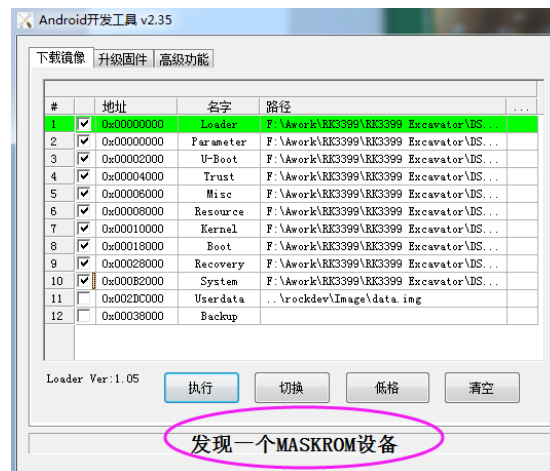 Android开发工具 v2.35
下载镜像 升级固件 高级功能
# 地址 名字 路径 ...
1 0x00000000 Loader F:\Awork\RK3399\RK3399 Excavator\DS...
2 0x00000000 Parameter F:\Awork\RK3399\RK3399 Excavator\DS...
3 0x00002000 U-Boot F:\Awork\RK3399\RK3399 Excavator\DS...
4 0x00004000 Trust F:\Awork\RK3399\RK3399 Excavator\DS...
5 0x00006000 Misc F:\Awork\RK3399\RK3399 Excavator\DS...
6 0x00008000 Resource F:\Awork\RK3399\RK3399 Excavator\DS...
7 0x00010000 Kernel F:\Awork\RK3399\RK3399 Excavator\DS...
8 0x00018000 Boot F:\Awork\RK3399\RK3399 Excavator\DS...
9 0x00028000 Recovery F:\Awork\RK3399\RK3399 Excavator\DS...
10 0x000B2000 System F:\Awork\RK3399\RK3399 Excavator\DS...
11 0x002DC000 Userdata ..\rockdev\Image\data.img
12 0x00038000 Backup
Loader Ver:1.05 执行 切换 低格 清空
发现一个MASKROM设备